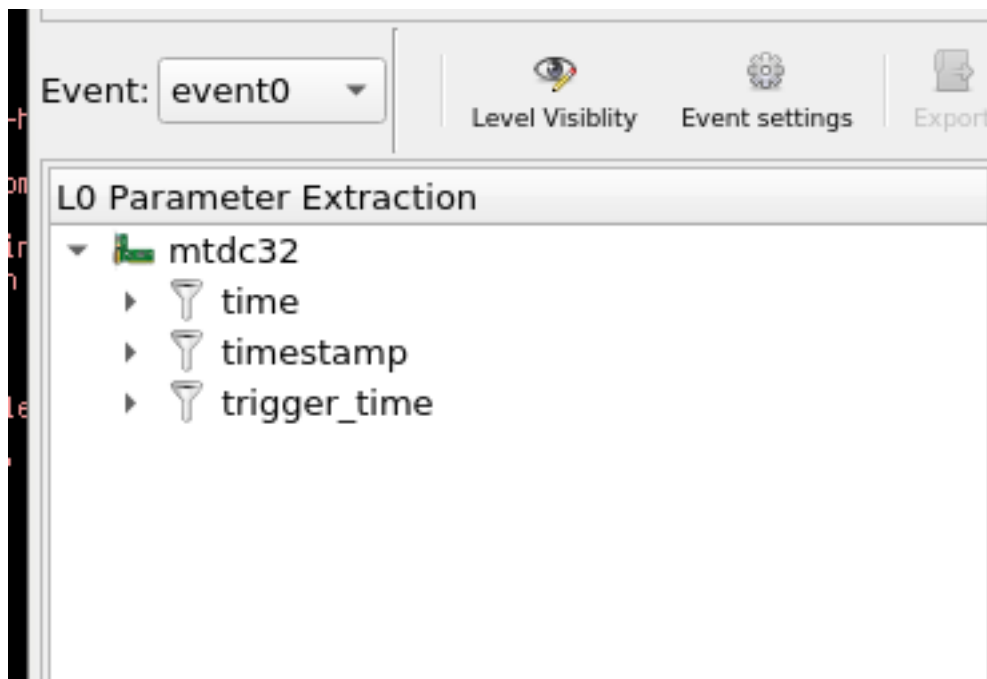 Event: event0
Level Visiblity
Event settings
Export
L0 Parameter Extraction
mtdc32
time
timestamp
trigger_time